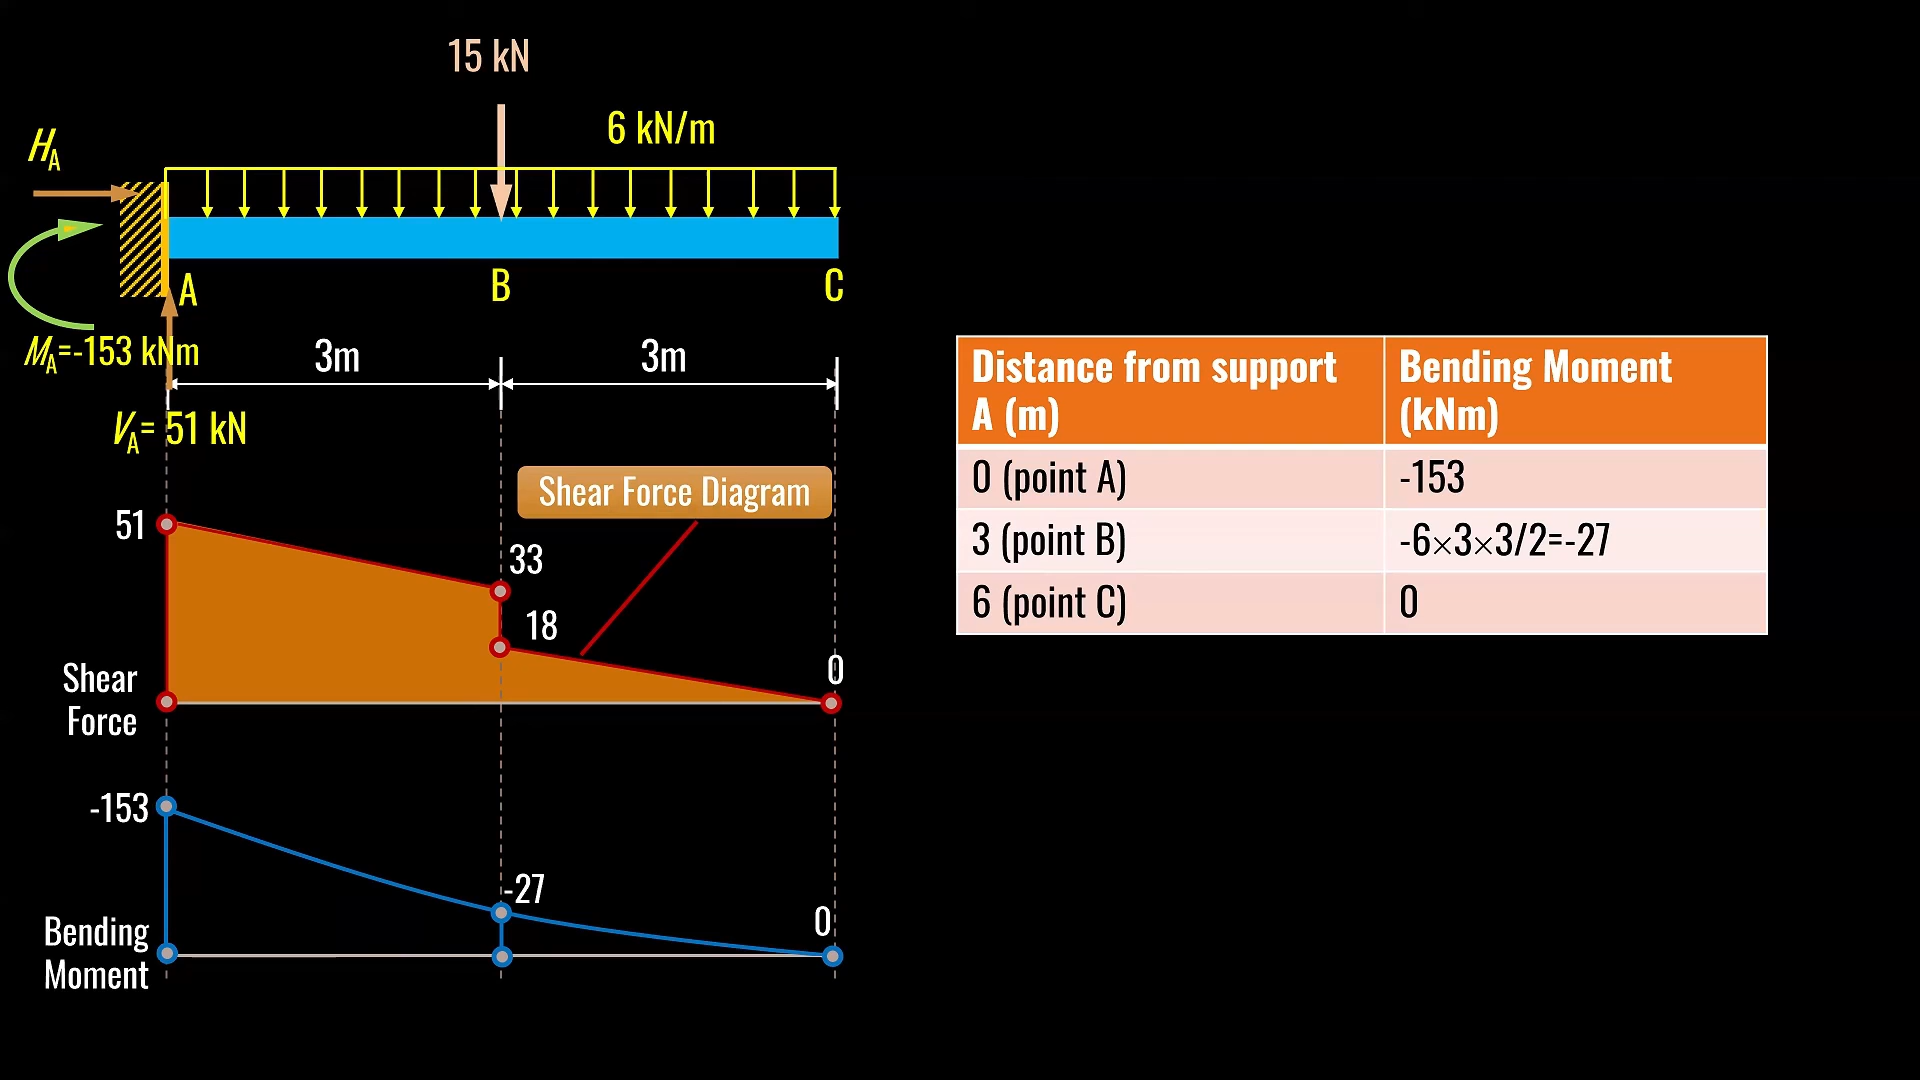 15 kN
6 kN/m
HA
A
B
C
MA=-153 kNm
3m
3m
VA= 51 kN
Shear Force Diagram
51
33
18
0
Shear
Force
-153
-27
0
Bending
Moment
Distance from support
A (m)
Bending Moment
(kNm)
0 (point A)
-153
3 (point B)
-6×3×3/2=-27
6 (point C)
0